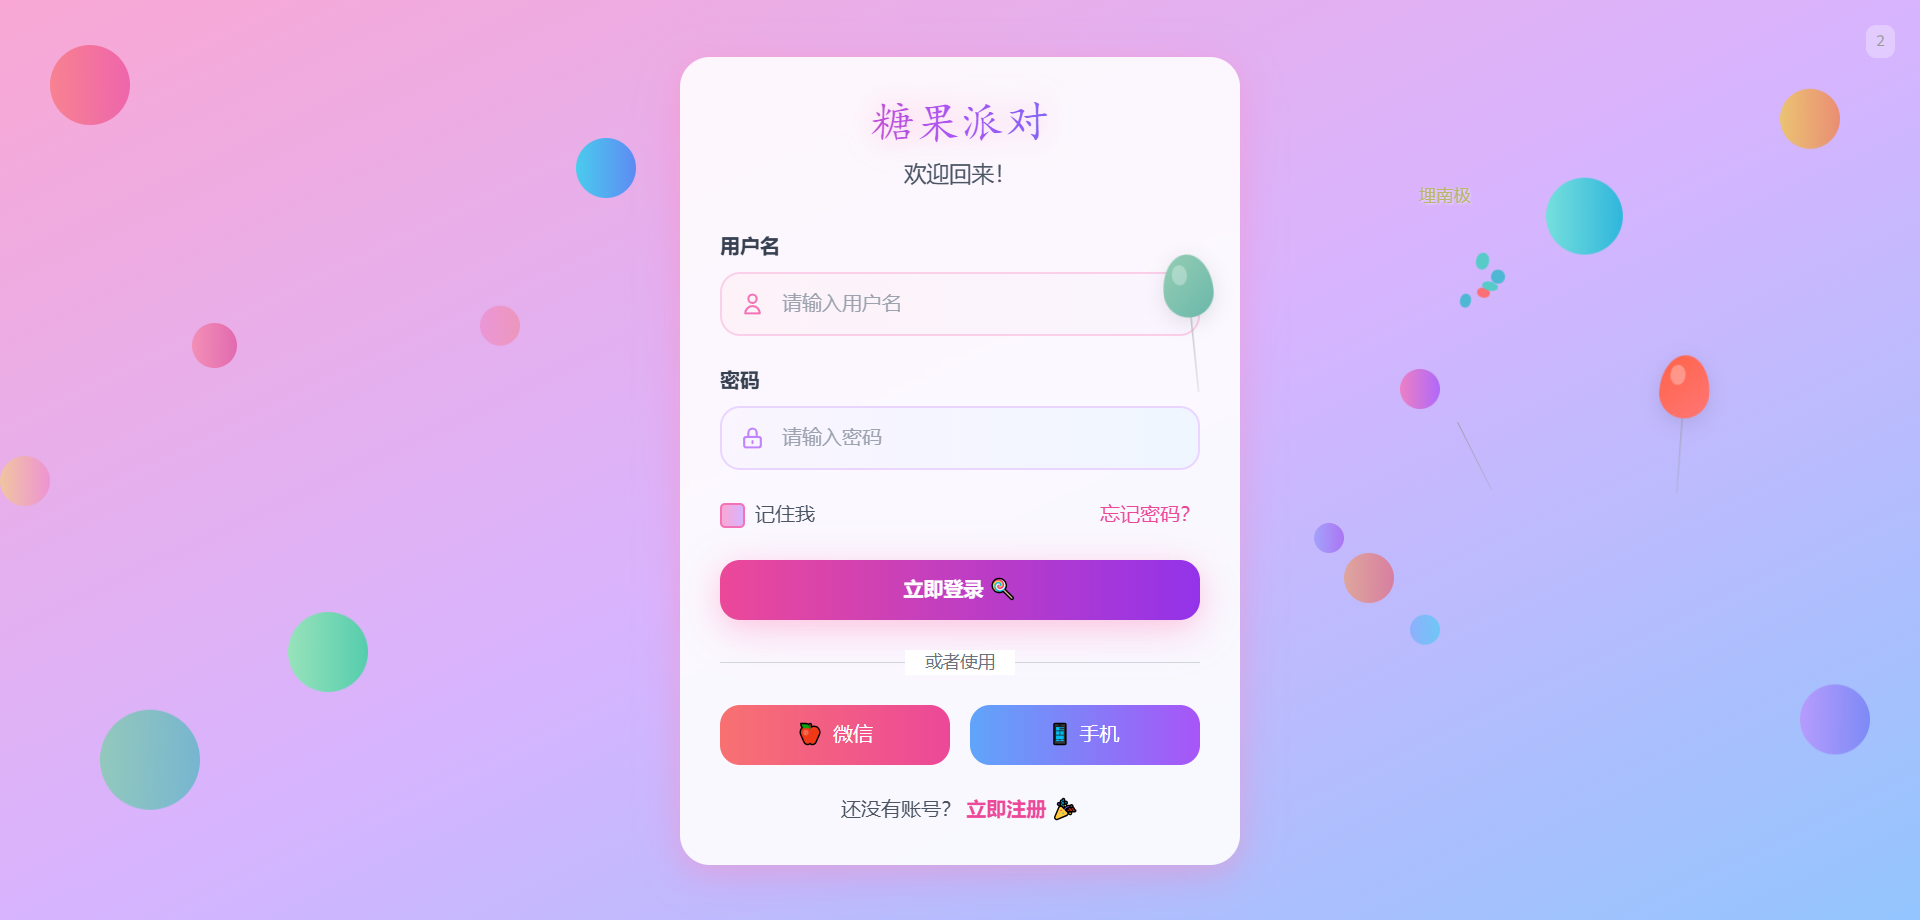 2
糖果派对
欢迎回来！
埋南极
用户名
请输入用户名
密码
请输入密码
记住我 忘记密码？
立即登录
或者使用
微信 手机
还没有账号？ 立即注册